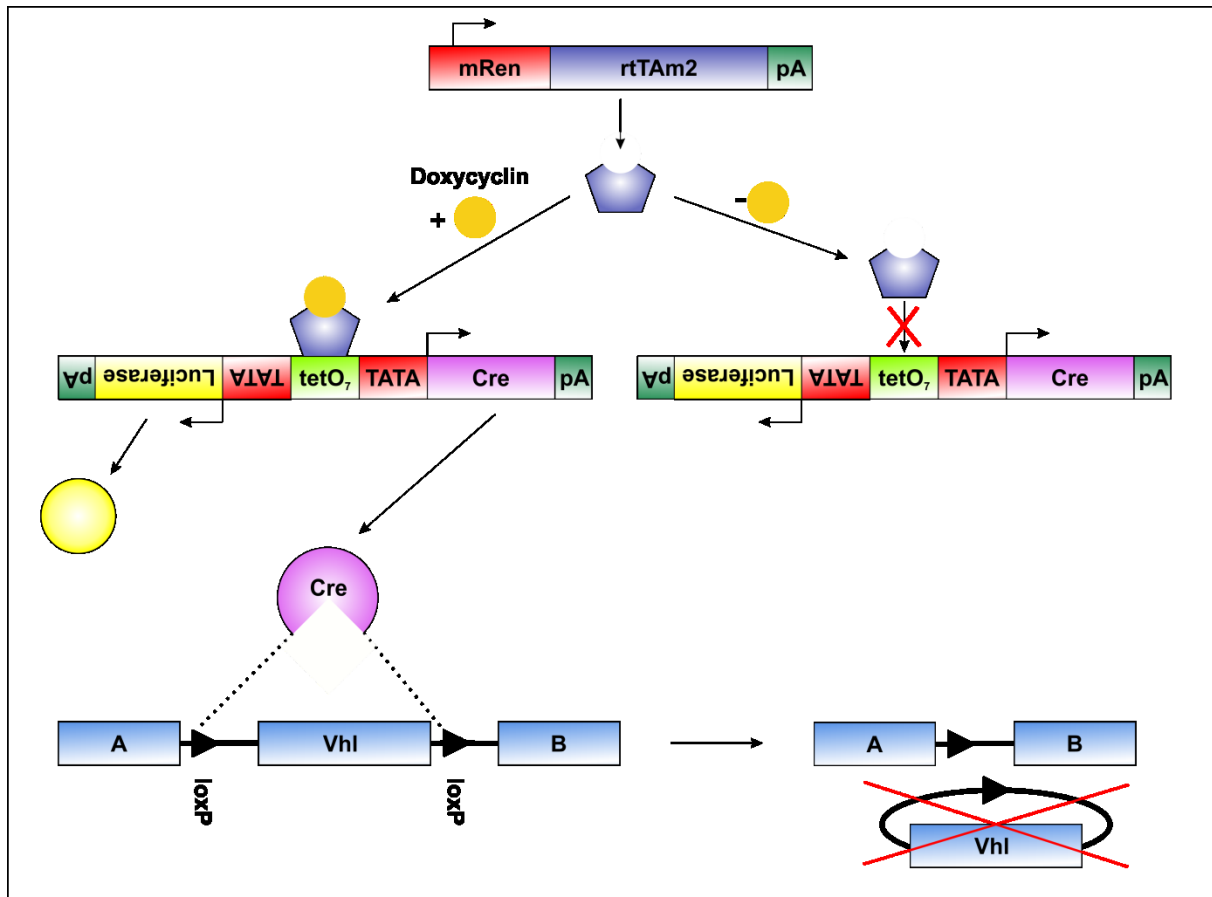 mRen rtTAm2 pA
Doxycyclin
+ -
pA Luciferase TATA tetO₇ TATA Cre pA
pA Luciferase TATA tetO₇ TATA Cre pA
Cre
A Vhl B
loxP loxP
A B
Vhl